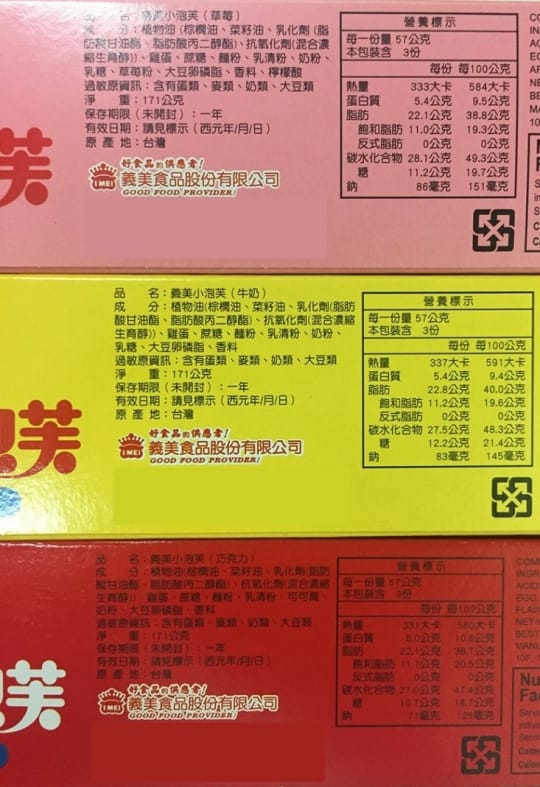 品 名：義美小泡芙（草莓）
成 分：植物油(棕櫚油、菜籽油、乳化劑(脂
肪酸甘油酯、脂肪酸丙二醇酯)、抗氧化劑(混合濃
縮生育醇))、雞蛋、蔗糖、麵粉、乳清粉、奶粉、
乳糖、草莓粉、大豆卵磷脂、香料、檸檬酸
過敏原資訊：含有蛋類、麥類、奶類、大豆類
淨 重：171公克
保存期限（未開封）：一年
有效日期：請見標示（西元年/月/日）
原 產 地：台灣
好食品的供應者！
I MEI 義美食品股份有限公司
GOOD FOOD PROVIDER!
芙
營養標示
每一份量 57公克
本包裝含 3份
每份 每100公克
熱量 333大卡 584大卡
蛋白質 5.4公克 9.5公克
脂肪 22.1公克 38.8公克
飽和脂肪 11.0公克 19.3公克
反式脂肪 0公克 0公克
碳水化合物 28.1公克 49.3公克
糖 11.2公克 19.7公克
鈉 86毫克 151毫克
品 名：義美小泡芙（牛奶）
成 分：植物油(棕櫚油、菜籽油、乳化劑(脂肪
酸甘油酯、脂肪酸丙二醇酯)、抗氧化劑(混合濃縮
生育醇))、雞蛋、蔗糖、麵粉、乳清粉、奶粉、
乳糖、大豆卵磷脂、香料
過敏原資訊：含有蛋類、麥類、奶類、大豆類
淨 重：171公克
保存期限（未開封）：一年
有效日期：請見標示（西元年/月/日）
原 產 地：台灣
好食品的供應者！
I MEI 義美食品股份有限公司
GOOD FOOD PROVIDER!
芙
營養標示
每一份量 57公克
本包裝含 3份
每份 每100公克
熱量 337大卡 591大卡
蛋白質 5.4公克 9.4公克
脂肪 22.8公克 40.0公克
飽和脂肪 11.2公克 19.6公克
反式脂肪 0公克 0公克
碳水化合物 27.5公克 48.3公克
糖 12.2公克 21.4公克
鈉 83毫克 145毫克
品 名：義美小泡芙（巧克力）
成 分：植物油(棕櫚油、菜籽油、乳化劑(脂肪
酸甘油酯、脂肪酸丙二醇酯)、抗氧化劑(混合濃縮
生育醇))、雞蛋、蔗糖、麵粉、乳清粉、可可膏、
奶粉、大豆卵磷脂、香料
過敏原資訊：含有蛋類、麥類、奶類、大豆類
淨 重：171公克
保存期限（未開封）：一年
有效日期：請見標示（西元年/月/日）
原 產 地：台灣
好食品的供應者！
I MEI 義美食品股份有限公司
GOOD FOOD PROVIDER!
芙
營養標示
每一份量 57公克
本包裝含 3份
每份 每100公克
熱量 331大卡 580大卡
蛋白質 6.0公克 10.6公克
脂肪 22.1公克 38.7公克
飽和脂肪 11.7公克 20.5公克
反式脂肪 0公克 0公克
碳水化合物 27.0公克 47.4公克
糖 10.7公克 18.7公克
鈉 71毫克 125毫克